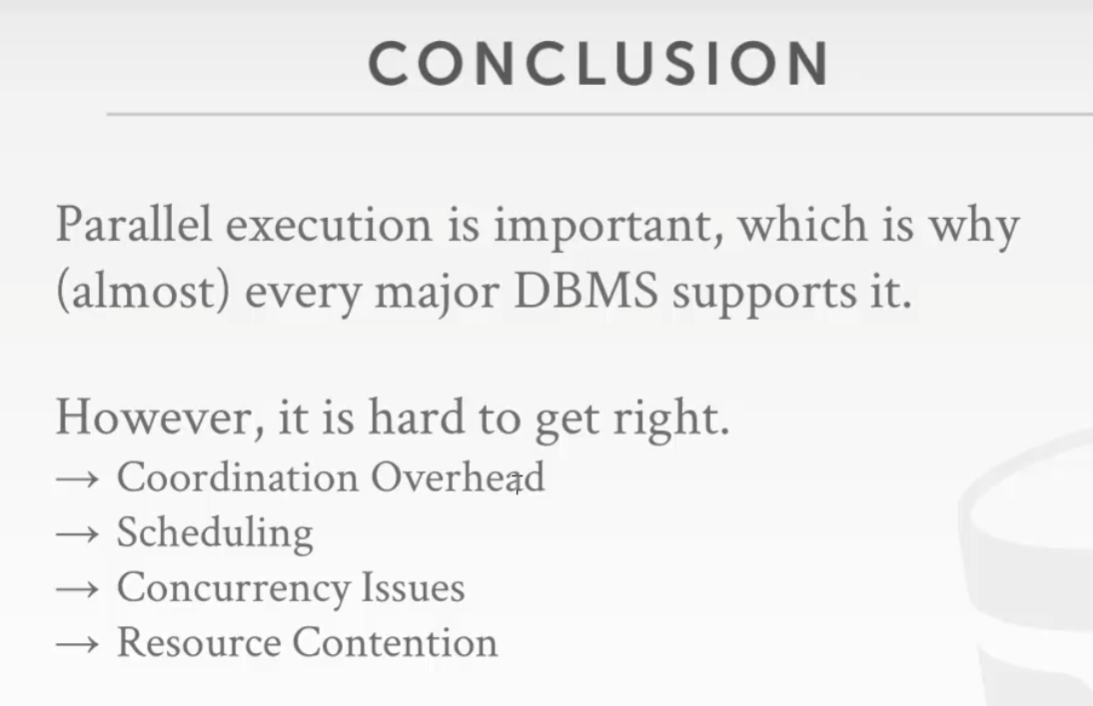 CONCLUSION
Parallel execution is important, which is why
(almost) every major DBMS supports it.
However, it is hard to get right.
→ Coordination Overhead
→ Scheduling
→ Concurrency Issues
→ Resource Contention